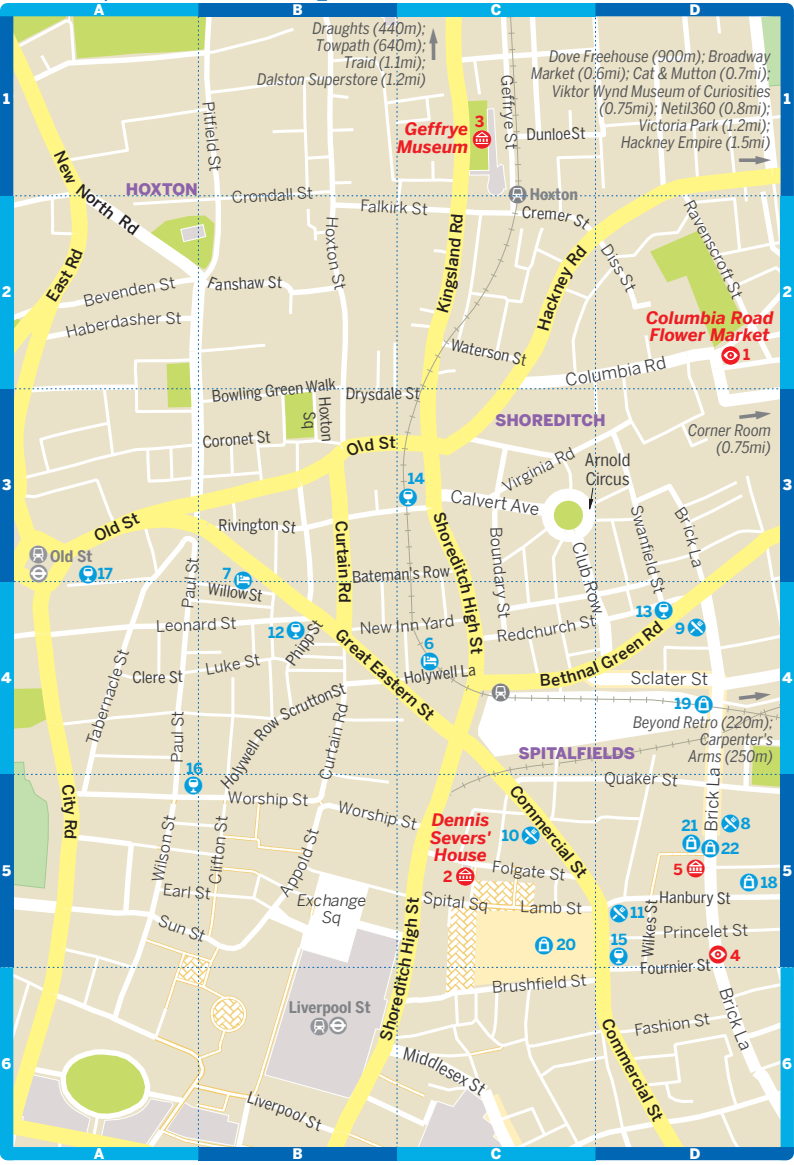 A
B
C
D
Draughts (440m);
Towpath (640m);
Traid (1.1mi);
Dalston Superstore (1.2mi)
Dove Freehouse (900m); Broadway
Market (0.6mi); Cat & Mutton (0.7mi);
Viktor Wynd Museum of Curiosities
(0.75mi); Netil360 (0.8mi);
Victoria Park (1.2mi);
Hackney Empire (1.5mi)
1
1
Pitfield St
Geffrye St
3
Geffrye
Museum
Dunloe St
New North Rd
HOXTON
Crondall St
Falkirk St
Hoxton
Cremer St
Hoxton St
Kingsland Rd
Hackney Rd
Diss St
Ravenscroft St
East Rd
Bevenden St
Fanshaw St
2
2
Haberdasher St
Columbia Road
Flower Market
1
Waterson St
Columbia Rd
Bowling Green Walk
Drysdale St
Hoxton
Sq
SHOREDITCH
Corner Room
(0.75mi)
Coronet St
Old St
Virginia Rd
Arnold
Circus
3
3
14
Calvert Ave
Old St
Rivington St
Curtain Rd
Shoreditch High St
Boundary St
Club Row
Swanfield St
Brick La
Old St
17
Paul St
7
Willow St
Bateman's Row
13
9
Leonard St
12
Phipp St
New Inn Yard
Redchurch St
6
Holywell La
Bethnal Green Rd
Great Eastern St
4
4
Tabernacle St
Clere St
Luke St
Sclater St
19
Paul St
Holywell Row
Scrutton St
Curtain Rd
Beyond Retro (220m);
Carpenter's
Arms (250m)
SPITALFIELDS
16
Quaker St
City Rd
Worship St
Worship St
Commercial St
Brick La
Dennis
Severs'
House
2
10
21
8
22
5
5
5
Wilson St
Clifton St
Appold St
Folgate St
18
Earl St
Exchange
Sq
Spital Sq
Lamb St
11
Wilkes St
Hanbury St
Sun St
Shoreditch High St
20
15
Princelet St
4
Fournier St
Brushfield St
Liverpool St
Brick La
Fashion St
Commercial St
6
6
Middlesex St
Liverpool St
A
B
C
D